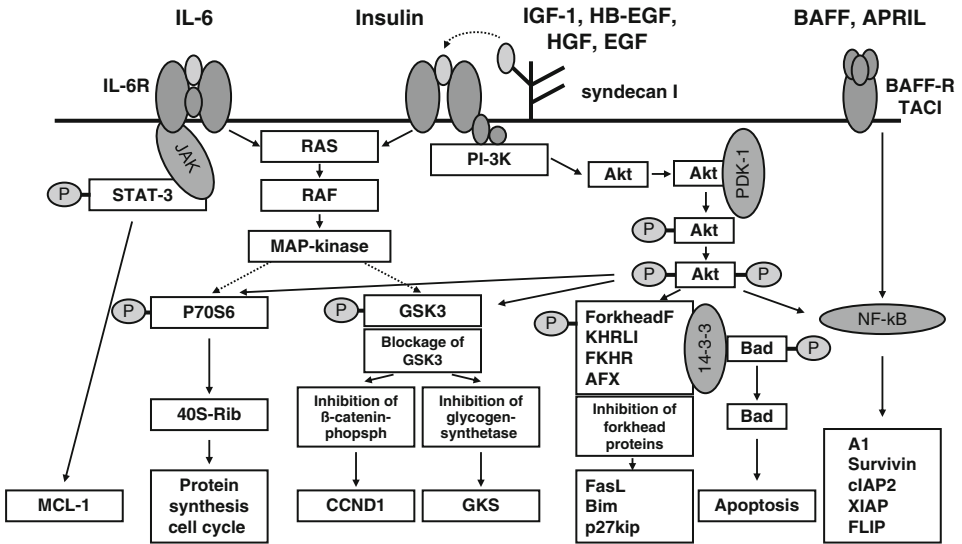 IL-6
Insulin
IGF-1, HB-EGF,
HGF, EGF
BAFF, APRIL
IL-6R
syndecan I
BAFF-R
TACI
JAK
RAS
PI-3K
Akt
Akt
PDK-1
P
STAT-3
RAF
P
Akt
MAP-kinase
P
Akt
P
P
P70S6
P
GSK3
Blockage of
GSK3
P
ForkheadF
KHRLI
FKHR
AFX
14-3-3
Bad
P
NF-kB
40S-Rib
Inhibition of
ß-catenin-
phopsph
Inhibition of
glycogen-
synthetase
Inhibition of
forkhead
proteins
Bad
MCL-1
Protein
synthesis
cell cycle
CCND1
GKS
FasL
Bim
p27kip
Apoptosis
A1
Survivin
cIAP2
XIAP
FLIP